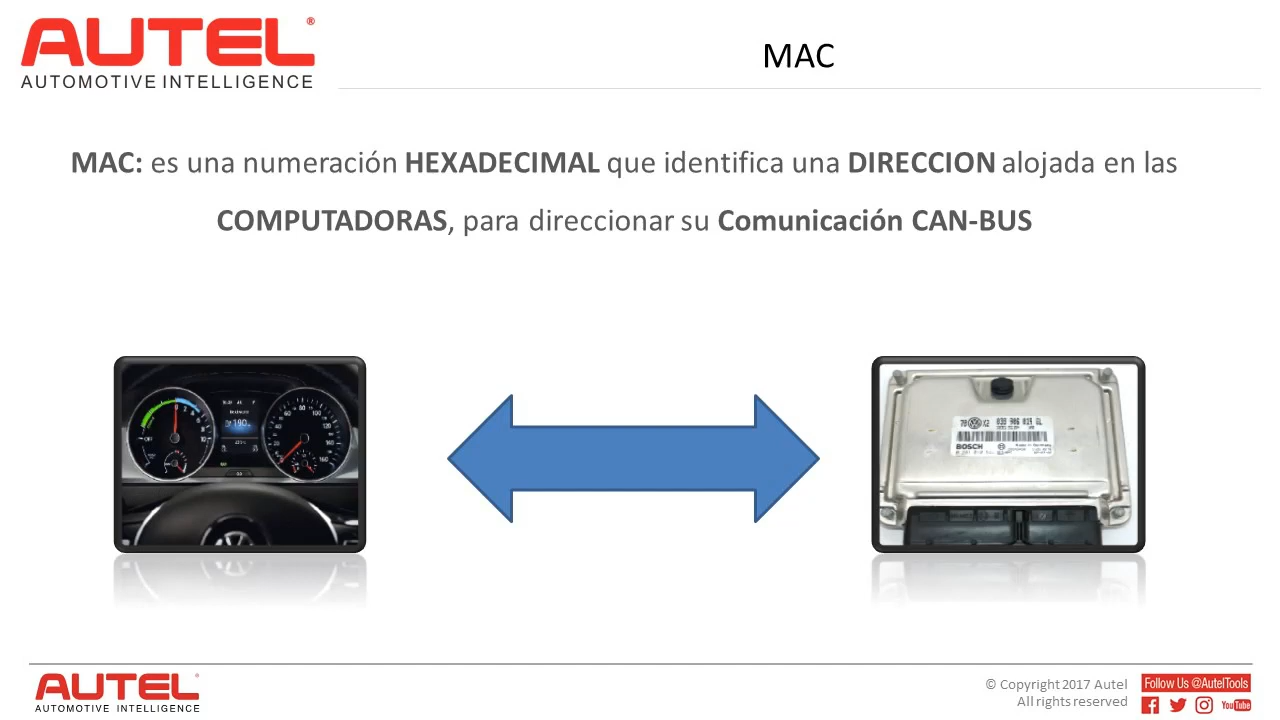 AUTEL®
AUTOMOTIVE INTELLIGENCE
MAC
MAC: es una numeración HEXADECIMAL que identifica una DIRECCION alojada en las
COMPUTADORAS, para direccionar su Comunicación CAN-BUS
BOSCH
AUTEL
AUTOMOTIVE INTELLIGENCE
© Copyright 2017 Autel
All rights reserved
Follow Us @AutelTools
YouTube